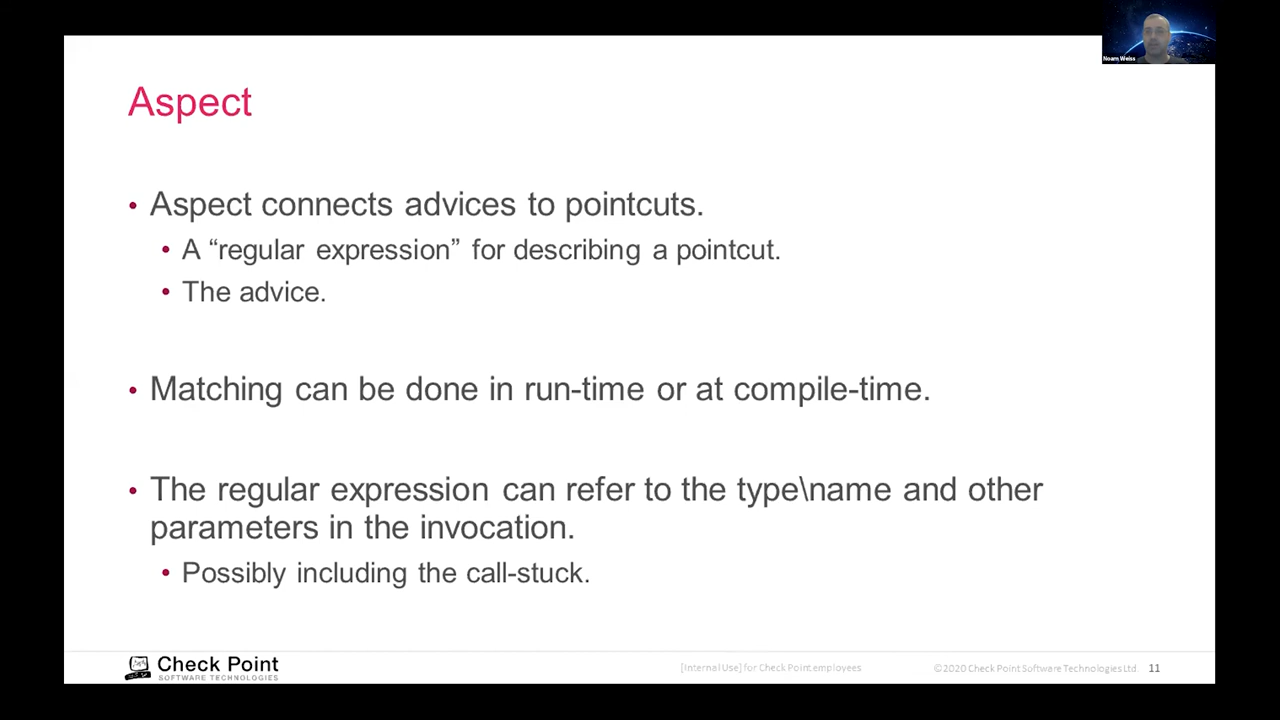 Noam Weiss
Aspect
• Aspect connects advices to pointcuts.
• A “regular expression” for describing a pointcut.
• The advice.
• Matching can be done in run-time or at compile-time.
• The regular expression can refer to the type\name and other
parameters in the invocation.
• Possibly including the call-stuck.
Check Point
SOFTWARE TECHNOLOGIES
[Internal Use] for Check Point employees
©2020 Check Point Software Technologies Ltd.
11